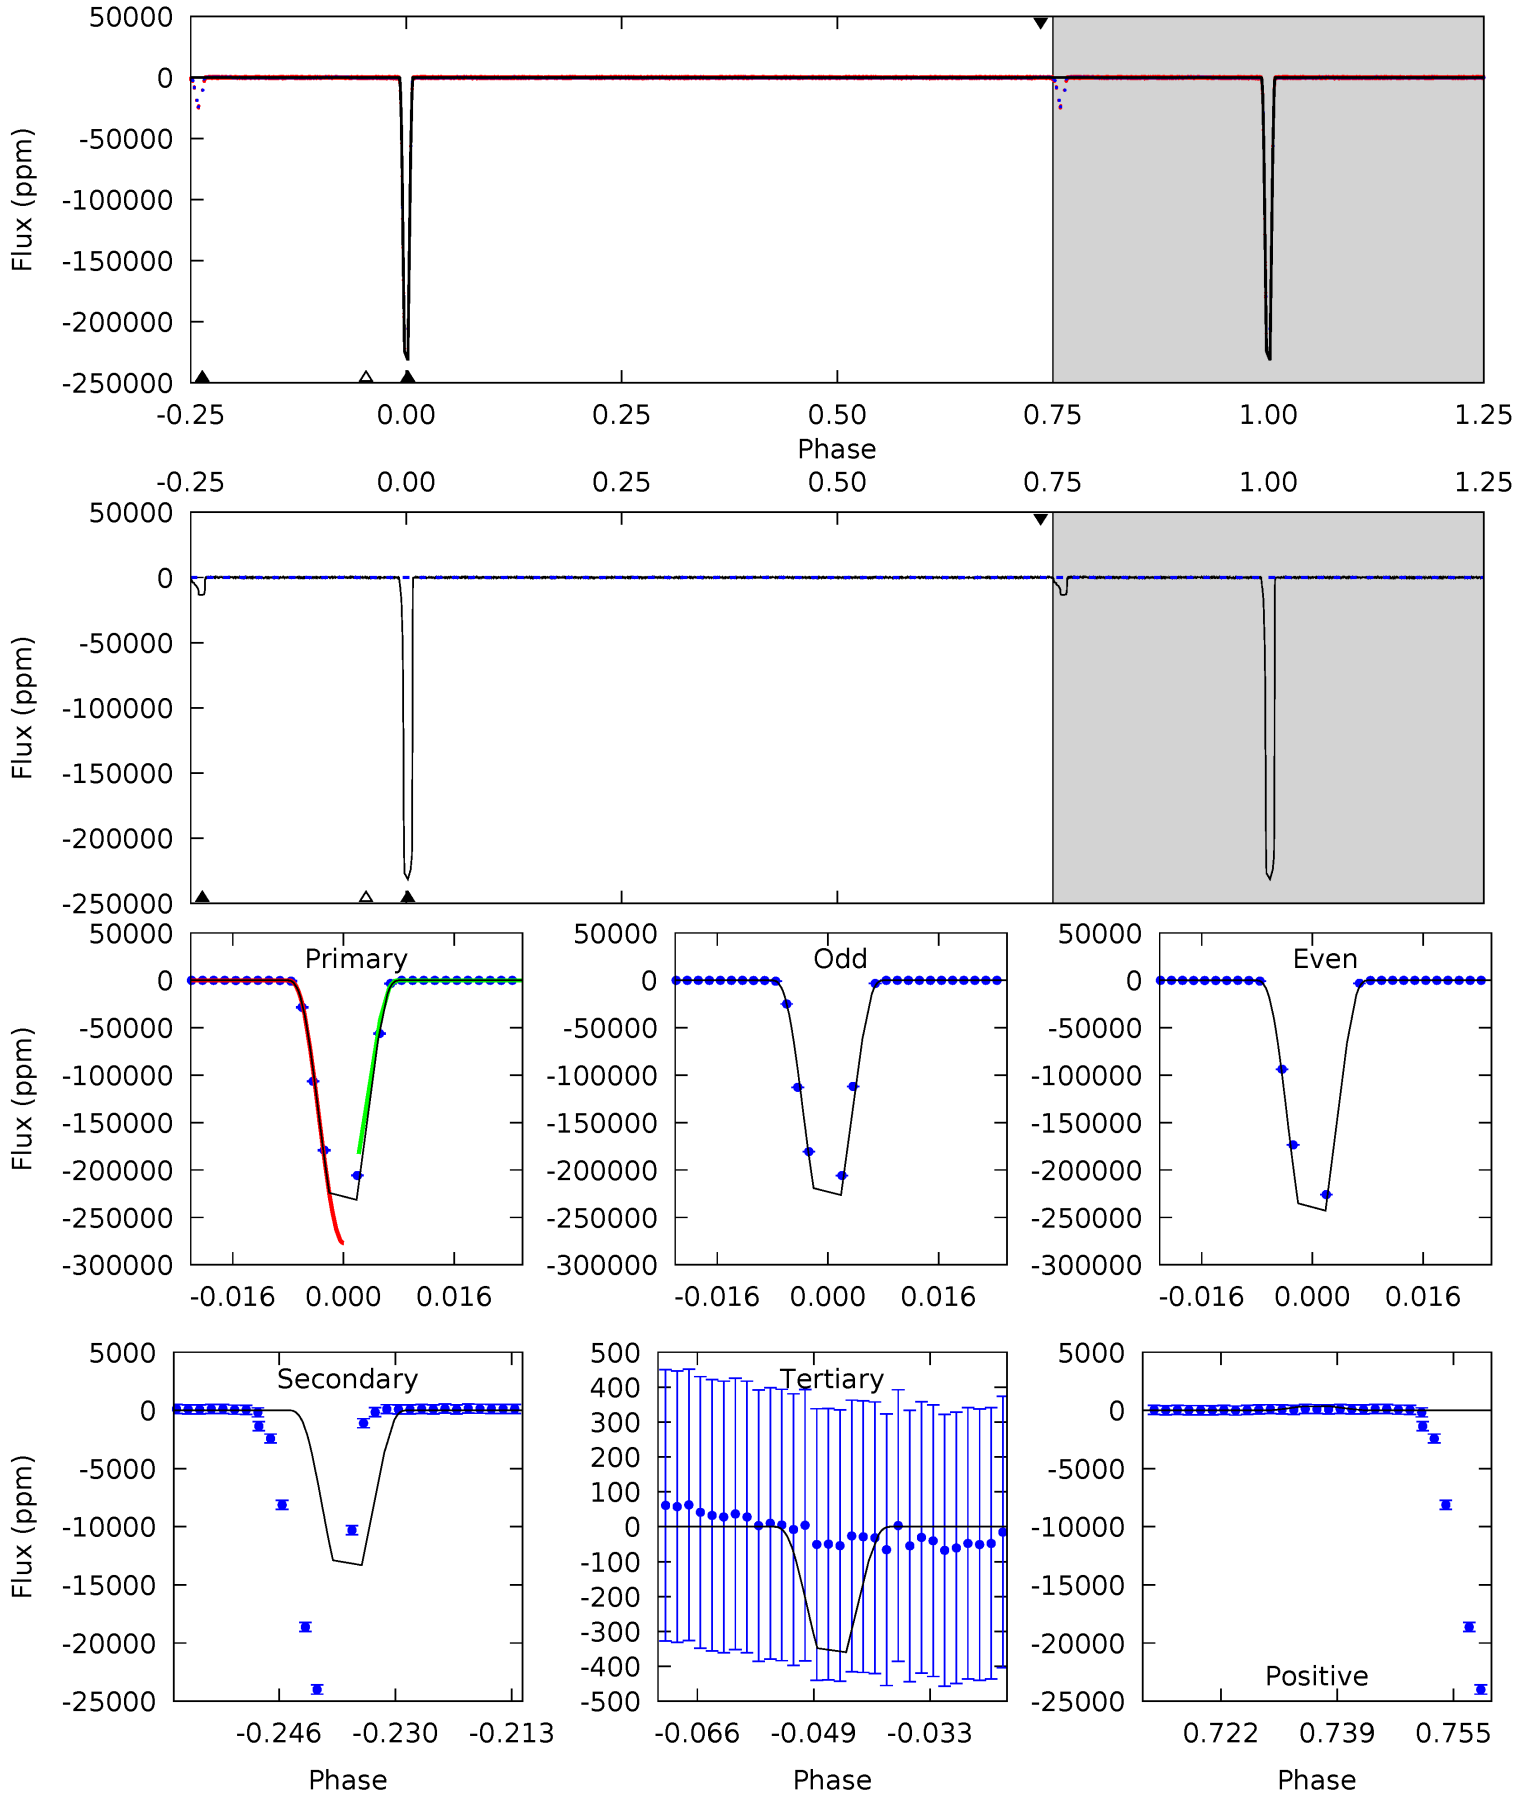 50000
0
-50000
-100000
-150000
-200000
-250000
Flux (ppm)
-0.25 0.00 0.25 0.50 0.75 1.00 1.25
Phase
-0.25 0.00 0.25 0.50 0.75 1.00 1.25
50000
0
-50000
-100000
-150000
-200000
-250000
Flux (ppm)
Primary
50000
0
-50000
-100000
-150000
-200000
-250000
-300000
Flux (ppm)
-0.016 0.000 0.016
Odd
50000
0
-50000
-100000
-150000
-200000
-250000
-300000
-0.016 0.000 0.016
Even
50000
0
-50000
-100000
-150000
-200000
-250000
-300000
-0.016 0.000 0.016
Secondary
5000
0
-5000
-10000
-15000
-20000
-25000
Flux (ppm)
-0.246 -0.230 -0.213
Phase
Tertiary
500
400
300
200
100
0
-100
-200
-300
-400
-500
-0.066 -0.049 -0.033
Phase
5000
0
-5000
-10000
-15000
-20000
-25000
Positive
0.722 0.739 0.755
Phase